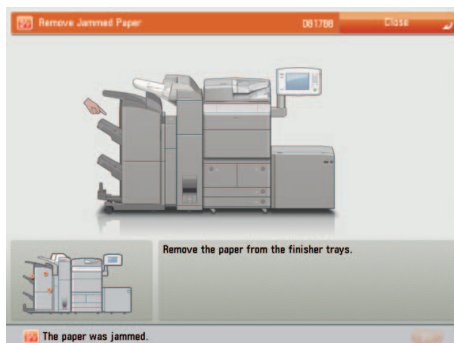 Remove Jammed Paper
081788
Close
Remove the paper from the finisher trays.
The paper was jammed.